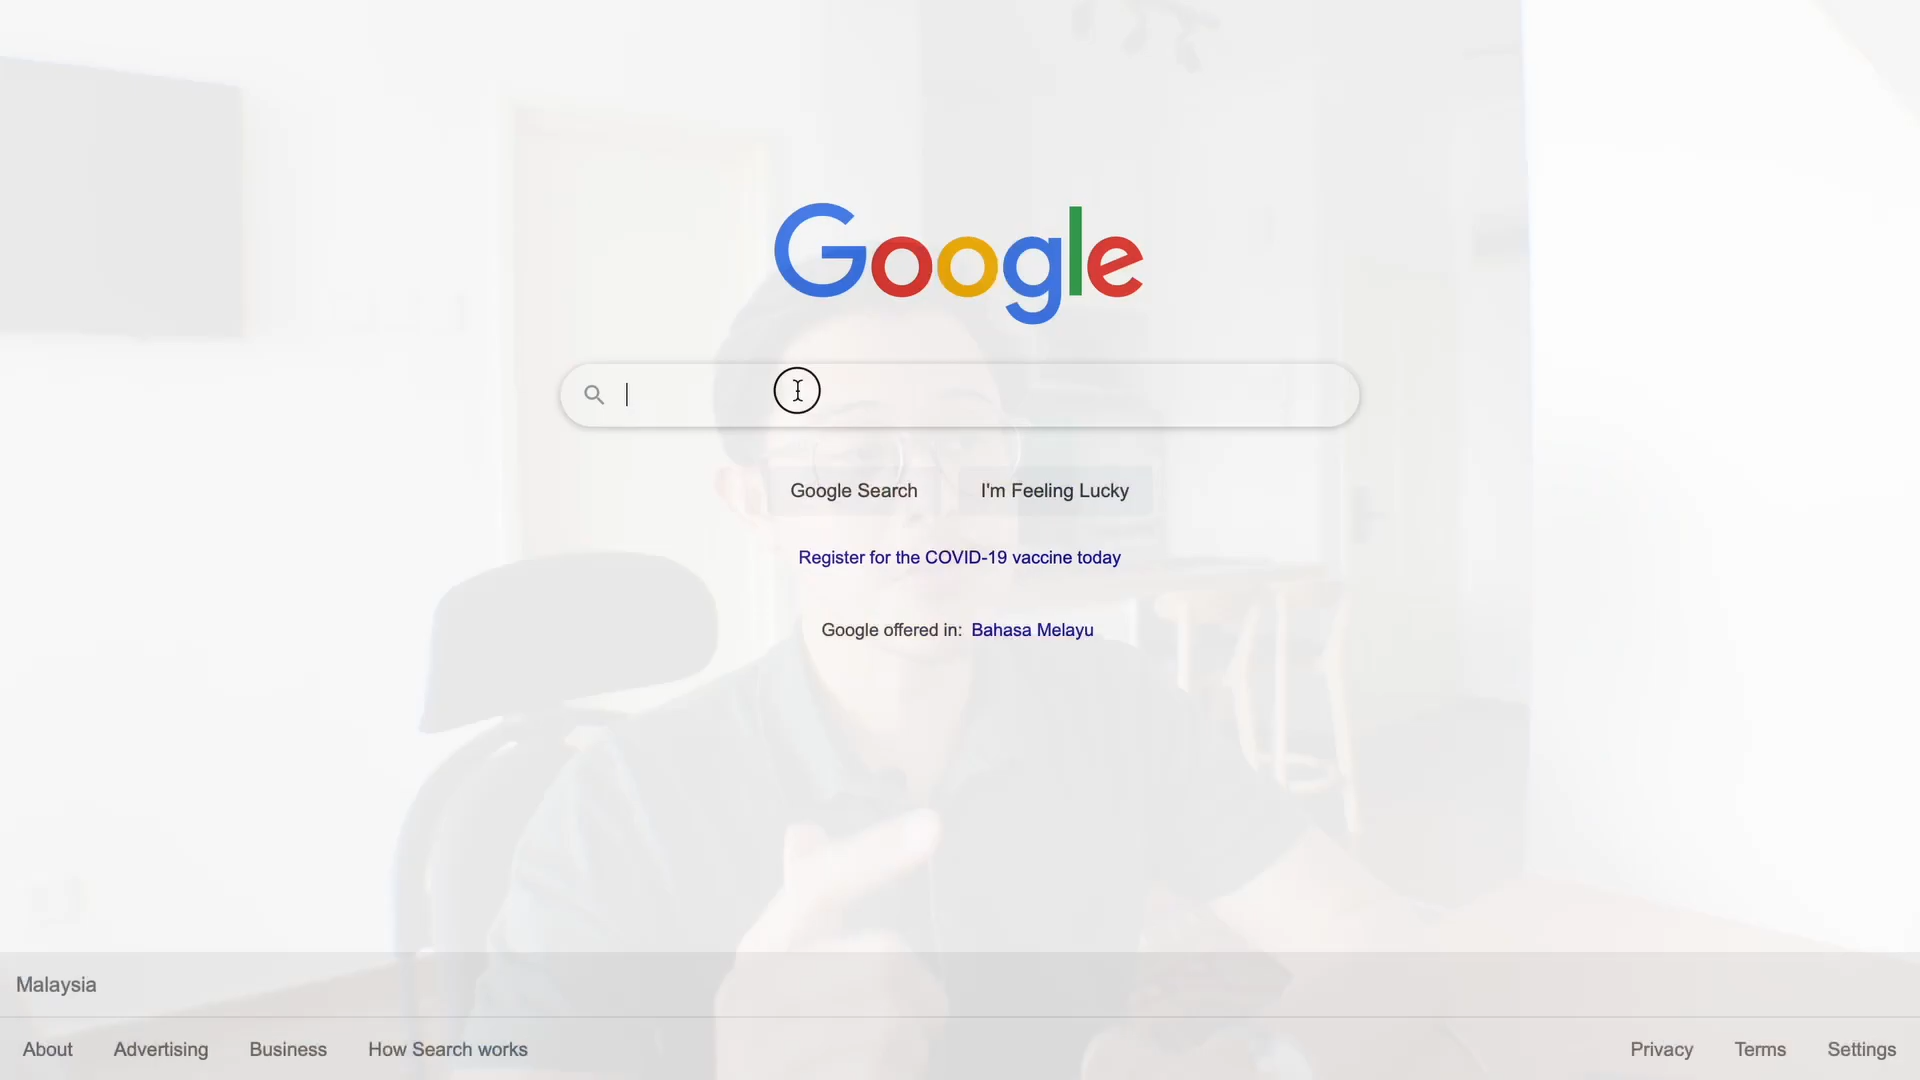 Google
Google Search
I'm Feeling Lucky
Register for the COVID-19 vaccine today
Google offered in: Bahasa Melayu
Malaysia
About
Advertising
Business
How Search works
Privacy
Terms
Settings